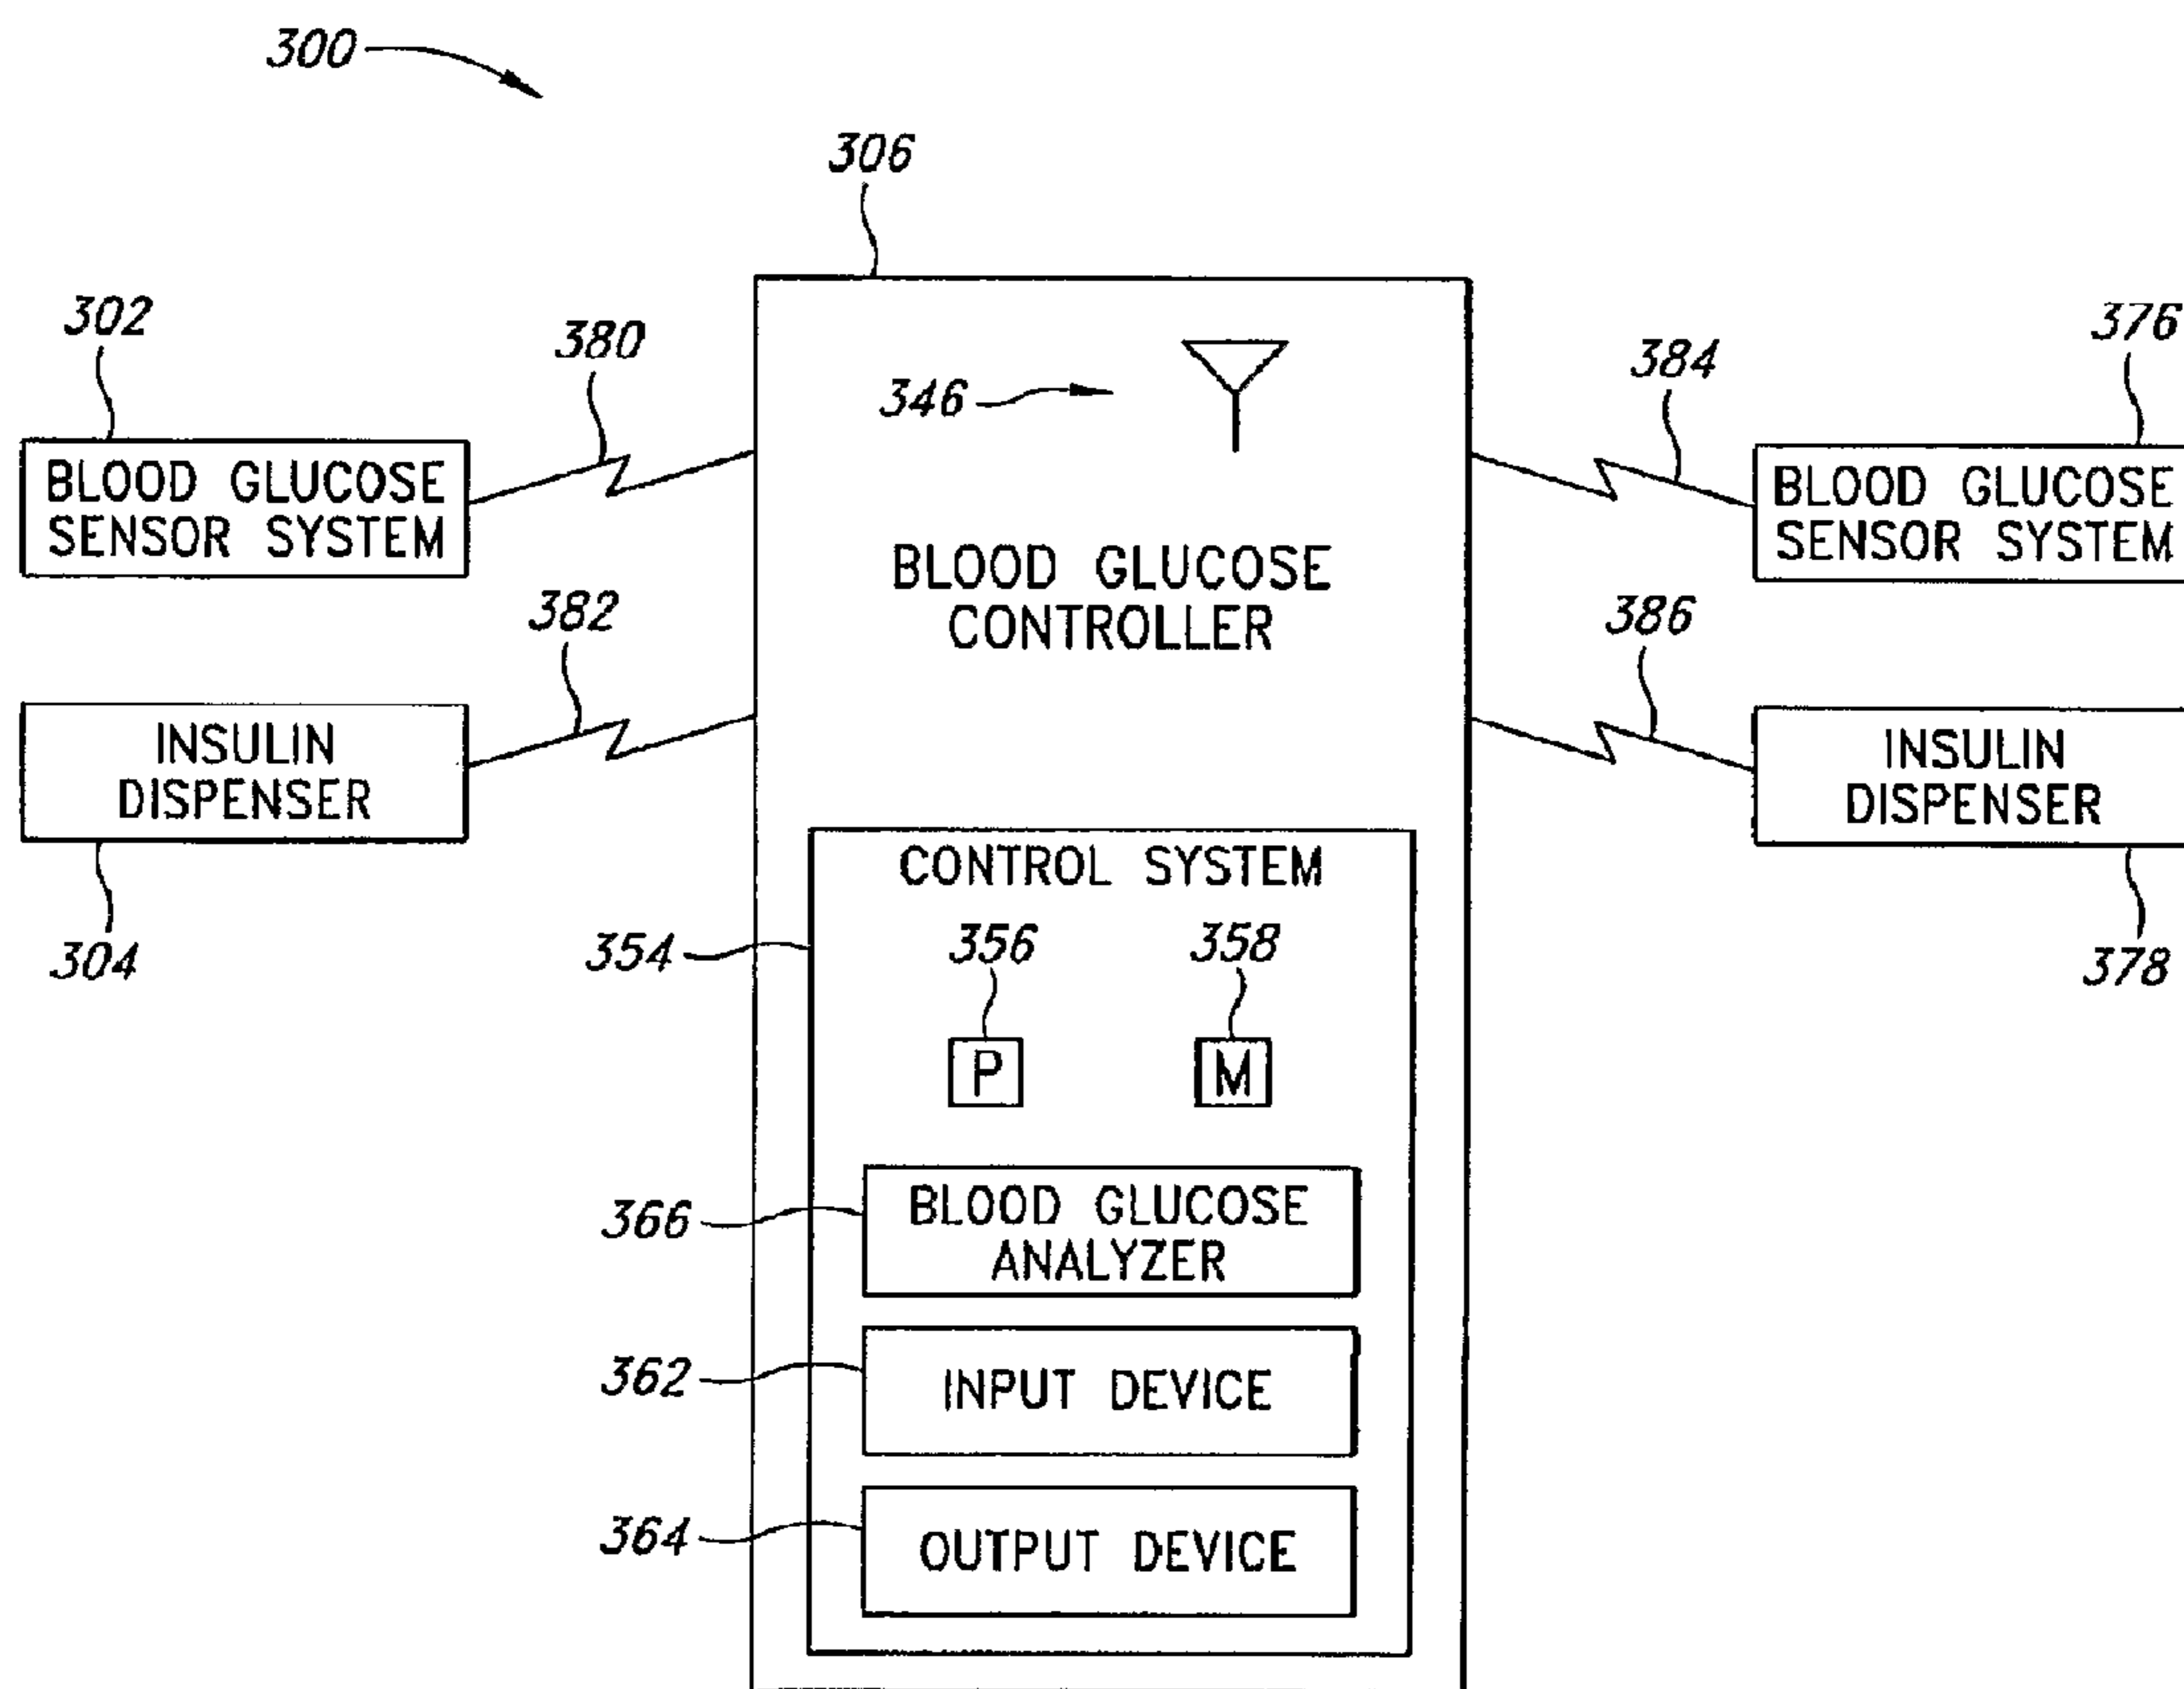 300
306
302
380
346
384
376
BLOOD GLUCOSE
SENSOR SYSTEM
BLOOD GLUCOSE
CONTROLLER
BLOOD GLUCOSE
SENSOR SYSTEM
382
386
INSULIN
DISPENSER
INSULIN
DISPENSER
304
378
CONTROL SYSTEM
354
356
358
P
M
366
BLOOD GLUCOSE
ANALYZER
362
INPUT DEVICE
364
OUTPUT DEVICE